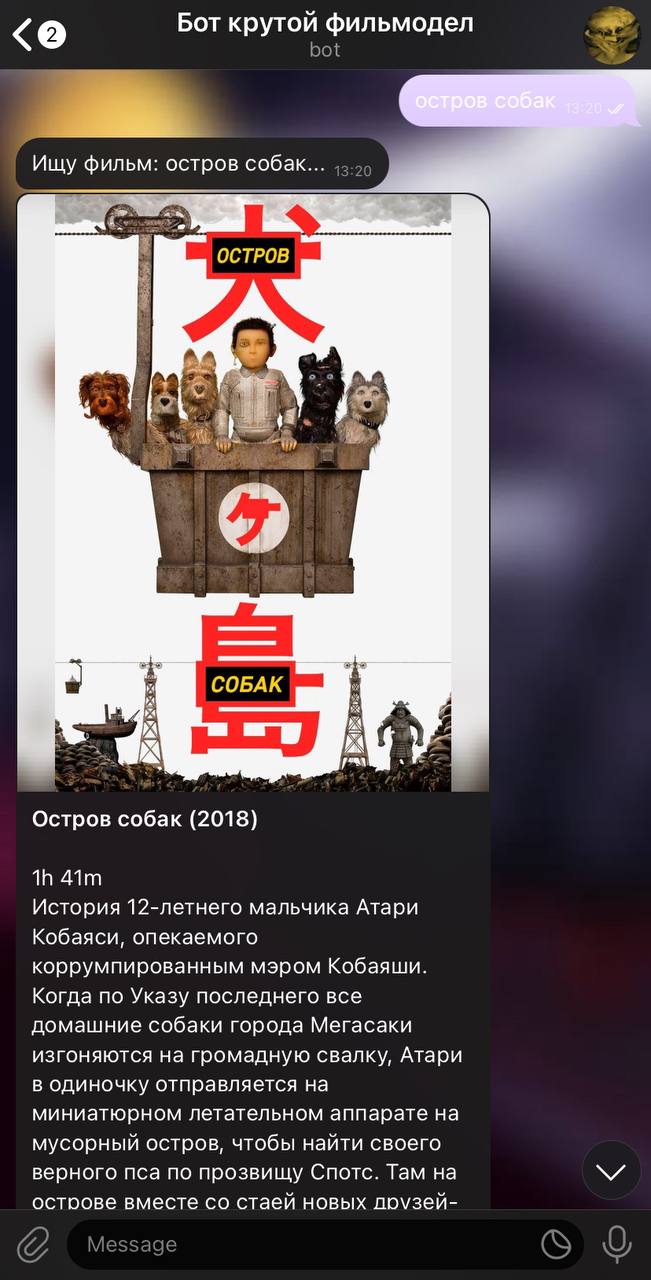 2
Бот крутой фильмодел
bot
остров собак 13:20
Ищу фильм: остров собак... 13:20
犬
ОСТРОВ
ケ
島
СОБАК
Остров собак (2018)
1h 41m
История 12-летнего мальчика Атари
Кобаяси, опекаемого
коррумпированным мэром Кобаяши.
Когда по Указу последнего все
домашние собаки города Мегасаки
изгоняются на громадную свалку, Атари
в одиночку отправляется на
миниатюрном летательном аппарате на
мусорный остров, чтобы найти своего
верного пса по прозвищу Спотс. Там на
острове вместе со стаей новых друзей-
Message